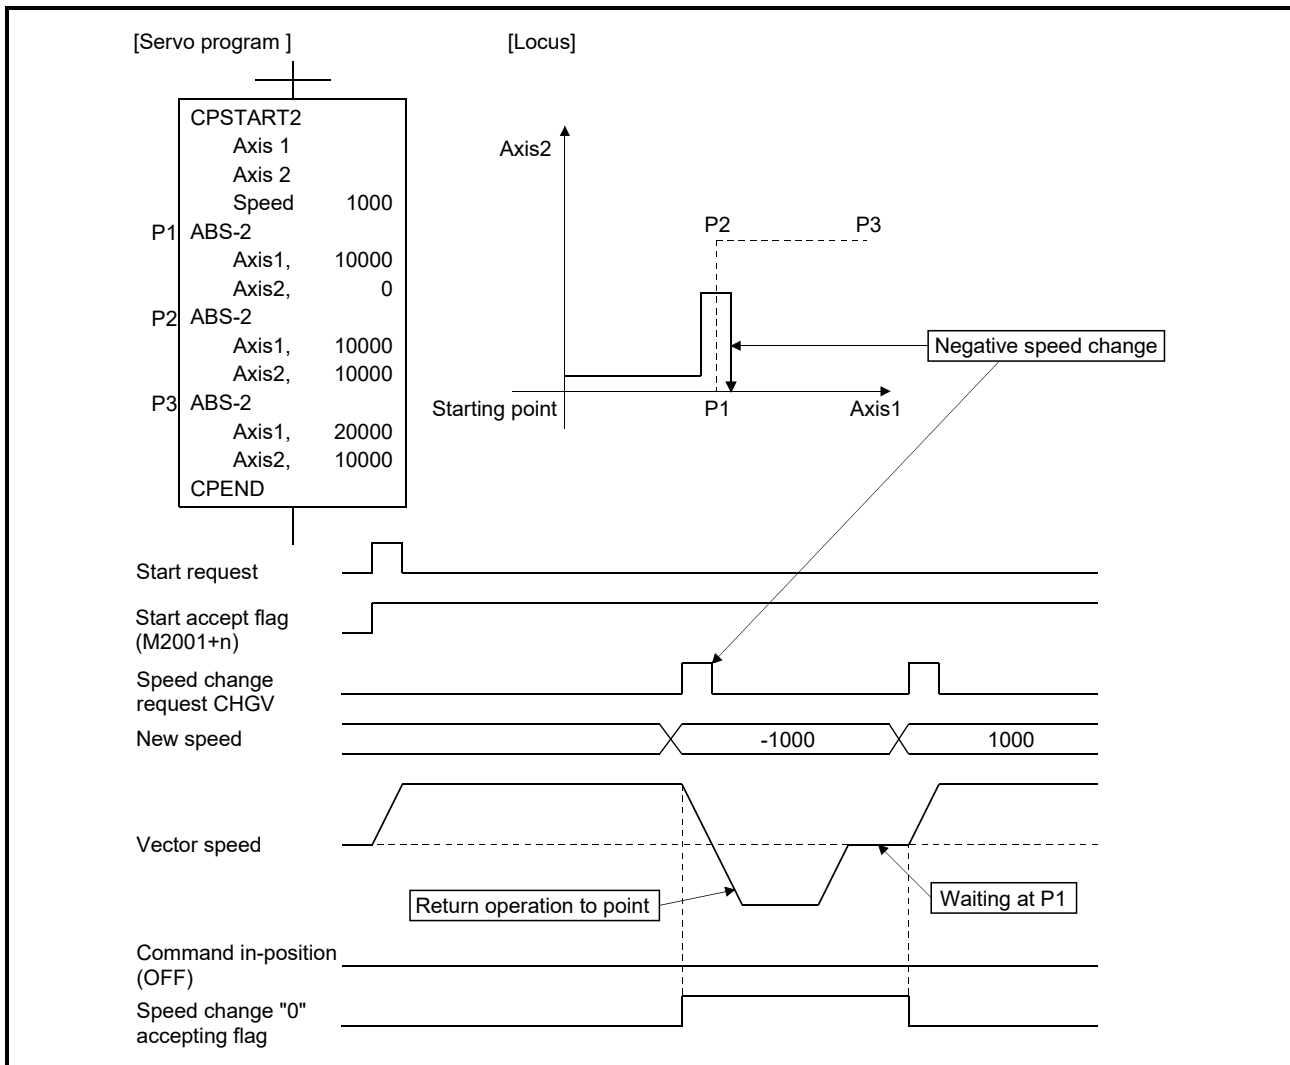 [Servo program ]
[Locus]
CPSTART2
Axis 1
Axis 2
Speed 1000
P1 ABS-2
Axis1, 10000
Axis2, 0
P2 ABS-2
Axis1, 10000
Axis2, 10000
P3 ABS-2
Axis1, 20000
Axis2, 10000
CPEND
Axis2
P2 P3
Negative speed change
Starting point P1 Axis1
Start request
Start accept flag
(M2001+n)
Speed change
request CHGV
New speed -1000 1000
Vector speed
Return operation to point
Waiting at P1
Command in-position
(OFF)
Speed change "0"
accepting flag